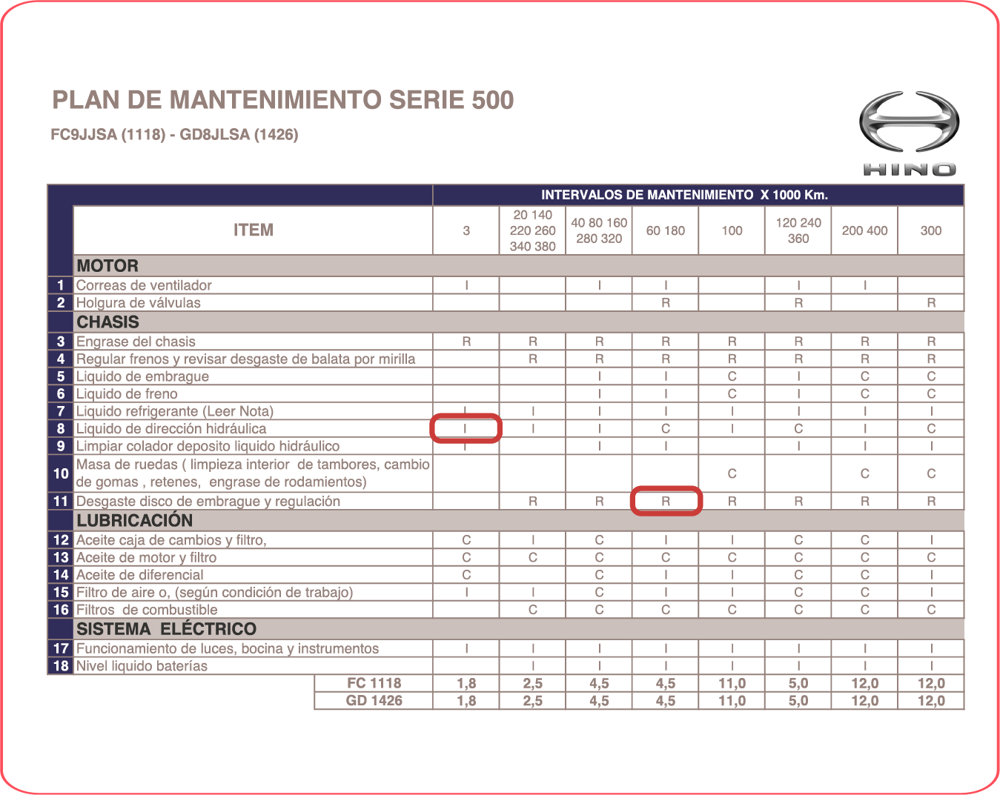 PLAN DE MANTENIMIENTO SERIE 500
FC9JJSA (1118) - GD8JLSA (1426)
HINO
INTERVALOS DE MANTENIMIENTO X 1000 Km.
ITEM 3 20 140 220 260 340 380 40 80 160 280 320 60 180 100 120 240 360 200 400 300
MOTOR
1 Correas de ventilador I I I I I
2 Holgura de válvulas R R R
CHASIS
3 Engrase del chasis R R R R R R R R
4 Regular frenos y revisar desgaste de balata por mirilla R R R R R R R
5 Liquido de embrague I I C I C C
6 Liquido de freno I I C I C C
7 Liquido refrigerante (Leer Nota) I I I I I I I I
8 Liquido de dirección hidráulica I I I C I C I C
9 Limpiar colador deposito liquido hidráulico I I I I I I
10 Masa de ruedas ( limpieza interior de tambores, cambio
de gomas , retenes, engrase de rodamientos) C C C
11 Desgaste disco de embrague y regulación R R R R R R R
LUBRICACIÓN
12 Aceite caja de cambios y filtro, C I C I I C C I
13 Aceite de motor y filtro C C C C C C C C
14 Aceite de diferencial C C I I C C I
15 Filtro de aire o, (según condición de trabajo) I I C I I C C I
16 Filtros de combustible C C C C C C C
SISTEMA ELÉCTRICO
17 Funcionamiento de luces, bocina y instrumentos I I I I I I I I
18 Nivel liquido baterías I I I I I I I
FC 1118 1,8 2,5 4,5 4,5 11,0 5,0 12,0 12,0
GD 1426 1,8 2,5 4,5 4,5 11,0 5,0 12,0 12,0